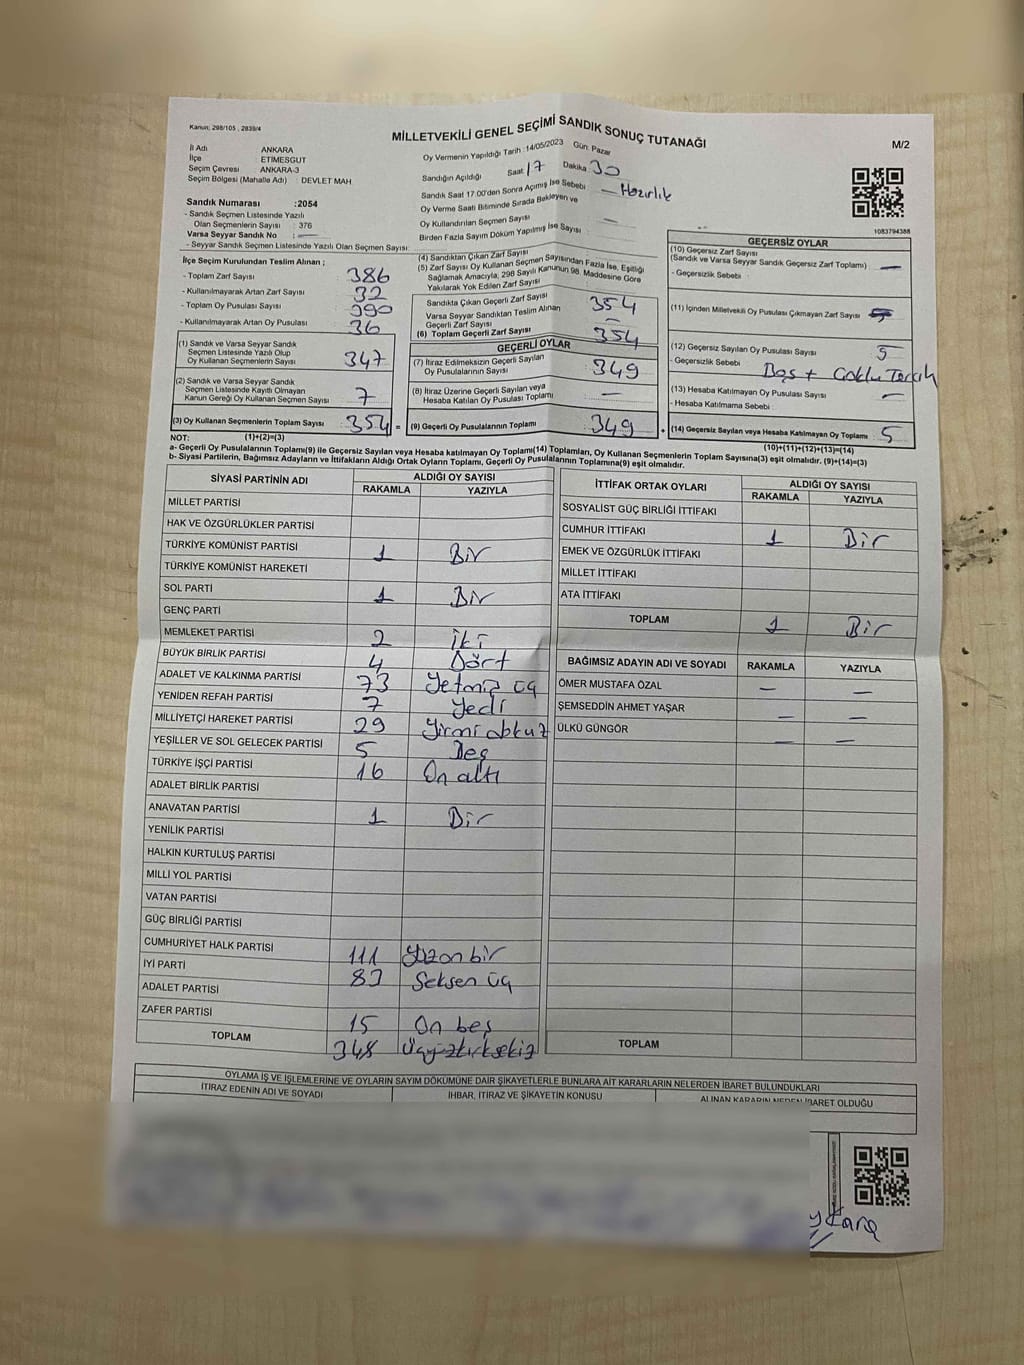 Kanun: 298/105 , 2839/4
MİLLETVEKİLİ GENEL SEÇİMİ SANDIK SONUÇ TUTANAĞI
M/2
İl Adı ANKARA
İlçe ETİMESGUT
Seçim Çevresi ANKARA-3
Seçim Bölgesi (Mahalle Adı) : DEVLET MAH
Sandık Numarası :2054
- Sandık Seçmen Listesinde Yazılı
Olan Seçmenlerin Sayısı : 376
Varsa Seyyar Sandık No :
- Seyyar Sandık Seçmen Listesinde Yazılı Olan Seçmen Sayısı:
Oy Vermenin Yapıldığı Tarih :14/05/2023 Gün: Pazar
Sandığın Açıldığı Saat 17 Dakika 30
Sandık Saat 17:00'den Sonra Açımış İse Sebebi — Hazırlık
Oy Verme Saati Bitiminde Sırada Bekleyen ve
Oy Kullandırılan Seçmen Sayısı —
Birden Fazla Sayım Döküm Yapılmış İse Sayısı :
1083794388
İlçe Seçim Kurulundan Teslim Alınan ;
- Toplam Zarf Sayısı 386
- Kullanılmayarak Artan Zarf Sayısı 32
- Toplam Oy Pusulası Sayısı 390
- Kullanılmayarak Artan Oy Pusulası 36
(1) Sandık ve Varsa Seyyar Sandık
Seçmen Listesinde Yazılı Olup
Oy Kullanan Seçmenlerin Sayısı 347
(2) Sandık ve Varsa Seyyar Sandık
Seçmen Listesinde Kayıtlı Olmayan
Kanun Gereği Oy Kullanan Seçmen Sayısı 7
(3) Oy Kullanan Seçmenlerin Toplam Sayısı 354 =
(4) Sandıktan Çıkan Zarf Sayısı
(5) Zarf Sayısı Oy Kullanan Seçmen Sayısından Fazla İse, Eşitliği
Sağlamak Amacıyla; 298 Sayılı Kanunun 98. Maddesine Göre
Yakılarak Yok Edilen Zarf Sayısı :
Sandıkta Çıkan Geçerli Zarf Sayısı 354
Varsa Seyyar Sandıktan Teslim Alınan
Geçerli Zarf Sayısı —
(6) Toplam Geçerli Zarf Sayısı 354
GEÇERLİ OYLAR
(7) İtiraz Edilmeksizin Geçerli Sayılan
Oy Pusulalarının Sayısı 349
(8) İtiraz Üzerine Geçerli Sayılan veya
Hesaba Katılan Oy Pusulası Toplamı —
(9) Geçerli Oy Pusulalarının Toplamı 349 +
GEÇERSİZ OYLAR
(10) Geçersiz Zarf Sayısı
(Sandık ve Varsa Seyyar Sandık Geçersiz Zarf Toplamı) —
- Geçersizlik Sebebi :
(11) İçinden Milletvekili Oy Pusulası Çıkmayan Zarf Sayısı
(12) Geçersiz Sayılan Oy Pusulası Sayısı 5
- Geçersizlik Sebebi Boş + Çoklu Tercih
(13) Hesaba Katılmayan Oy Pusulası Sayısı —
- Hesaba Katılmama Sebebi :
(14) Geçersiz Sayılan veya Hesaba Katılmayan Oy Toplamı 5
NOT: (1)+(2)=(3)
(10)+(11)+(12)+(13)=(14)
a- Geçerli Oy Pusulalarının Toplamı(9) ile Geçersiz Sayılan veya Hesaba katılmayan Oy Toplamı(14) Toplamları, Oy Kullanan Seçmenlerin Toplam Sayısına(3) eşit olmalıdır. (9)+(14)=(3)
b- Siyasi Partilerin, Bağımsız Adayların ve İttifakların Aldığı Ortak Oyların Toplamı, Geçerli Oy Pusulalarının Toplamına(9) eşit olmalıdır.
SİYASİ PARTİNİN ADI ALDIĞI OY SAYISI
RAKAMLA YAZIYLA
MİLLET PARTİSİ
HAK VE ÖZGÜRLÜKLER PARTİSİ
TÜRKİYE KOMÜNİST PARTİSİ 1 Bir
TÜRKİYE KOMÜNİST HAREKETİ
SOL PARTİ 1 Bir
GENÇ PARTİ
MEMLEKET PARTİSİ 2 İki
BÜYÜK BİRLİK PARTİSİ 4 Dört
ADALET VE KALKINMA PARTİSİ 73 Yetmiş üç
YENİDEN REFAH PARTİSİ 7 Yedi
MİLLİYETÇİ HAREKET PARTİSİ 29 Yirmi dokuz
YEŞİLLER VE SOL GELECEK PARTİSİ 5 Beş
TÜRKİYE İŞÇİ PARTİSİ 16 On altı
ADALET BİRLİK PARTİSİ
ANAVATAN PARTİSİ 1 Bir
YENİLİK PARTİSİ
HALKIN KURTULUŞ PARTİSİ
MİLLİ YOL PARTİSİ
VATAN PARTİSİ
GÜÇ BİRLİĞİ PARTİSİ
CUMHURİYET HALK PARTİSİ 111 Yüzonbir
İYİ PARTİ 83 Seksen üç
ADALET PARTİSİ
ZAFER PARTİSİ 15 On beş
TOPLAM 348 Üçyüzkırksekiz
İTTİFAK ORTAK OYLARI ALDIĞI OY SAYISI
RAKAMLA YAZIYLA
SOSYALİST GÜÇ BİRLİĞİ İTTİFAKI
CUMHUR İTTİFAKI 1 Bir
EMEK VE ÖZGÜRLÜK İTTİFAKI
MİLLET İTTİFAKI
ATA İTTİFAKI
TOPLAM 1 Bir
BAĞIMSIZ ADAYIN ADI VE SOYADI RAKAMLA YAZIYLA
ÖMER MUSTAFA ÖZAL — —
ŞEMSEDDİN AHMET YAŞAR — —
ÜLKÜ GÜNGÖR — —
TOPLAM
OYLAMA İŞ VE İŞLEMLERİNE VE OYLARIN SAYIM DÖKÜMÜNE DAİR ŞİKAYETLERLE BUNLARA AİT KARARLARIN NELERDEN İBARET BULUNDUKLARI
İTİRAZ EDENİN ADI VE SOYADI İHBAR, İTİRAZ VE ŞİKAYETİN KONUSU ALINAN KARARIN NEDEN İBARET OLDUĞU